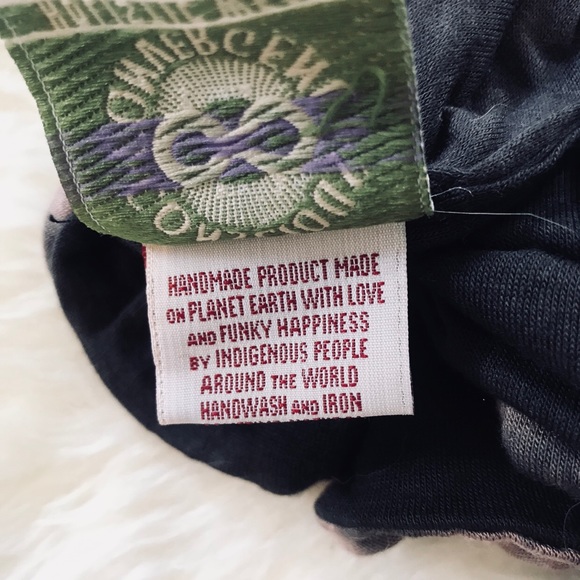 HANDMADE PRODUCT MADE
ON PLANET EARTH WITH LOVE
AND FUNKY HAPPINESS
BY INDIGENOUS PEOPLE
AROUND THE WORLD
HANDWASH AND IRON